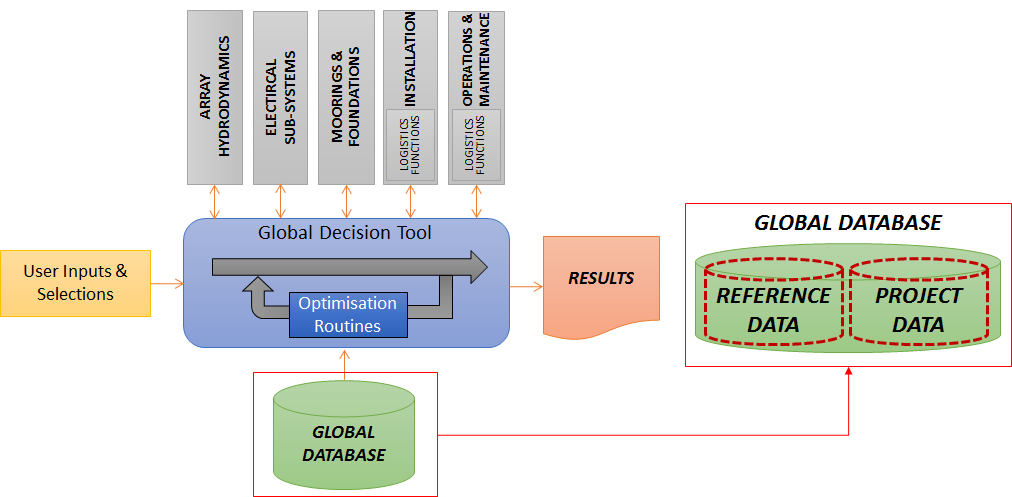 ARRAY
HYDRODYNAMICS
ELECTIRCAL
SUB-SYSTEMS
MOORINGS &
FOUNDATIONS
INSTALLATION
LOGISTICS
FUNCTIONS
OPERATIONS &
MAINTENANCE
LOGISTICS
FUNCTIONS
Global Decision Tool
User Inputs &
Selections
Optimisation
Routines
RESULTS
GLOBAL DATABASE
REFERENCE
DATA
PROJECT
DATA
GLOBAL
DATABASE